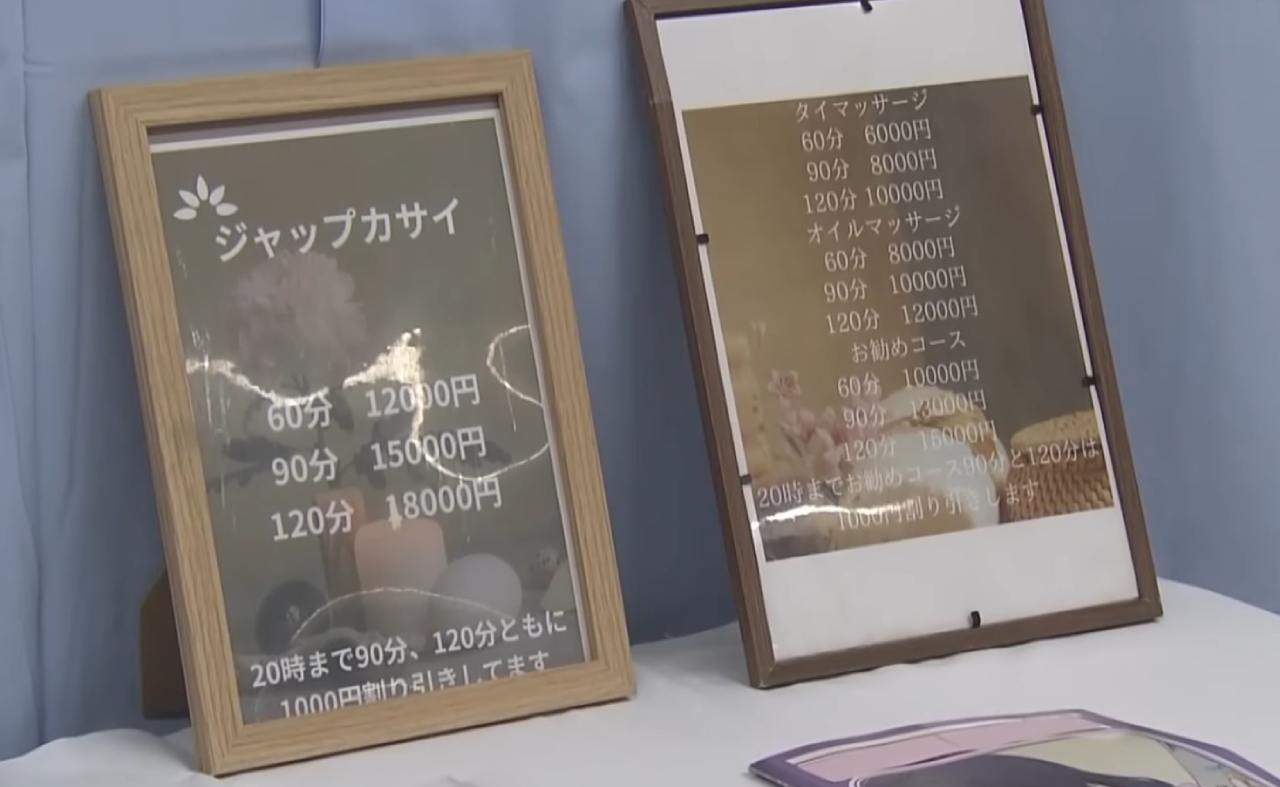 ジャップカサイ
60分 12000円
90分 15000円
120分 18000円
20時まで90分、120分ともに
1000円割り引きしてます
タイマッサージ
60分 6000円
90分 8000円
120分 10000円
オイルマッサージ
60分 8000円
90分 10000円
120分 12000円
お勧めコース
60分 10000円
90分 13000円
120分 15000円
20時までお勧めコース90分と120分は
1000円割り引きします